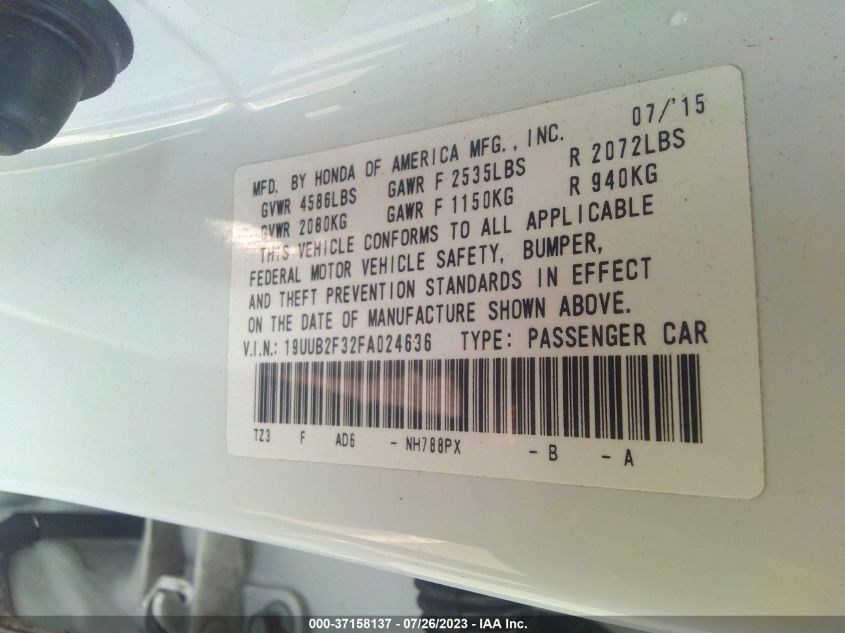 07/'15
MFD. BY HONDA OF AMERICA MFG., INC.
GVWR 4586LBS GAWR F 2535LBS R 2072LBS
GVWR 2080KG GAWR F 1150KG R 940KG
THIS VEHICLE CONFORMS TO ALL APPLICABLE
FEDERAL MOTOR VEHICLE SAFETY, BUMPER,
AND THEFT PREVENTION STANDARDS IN EFFECT
ON THE DATE OF MANUFACTURE SHOWN ABOVE.
V.I.N.: 19UUB2F32FA024636 TYPE: PASSENGER CAR
TZ3 F AD6 - NH788PX - B - A
000-37158137 - 07/26/2023 - IAA Inc.